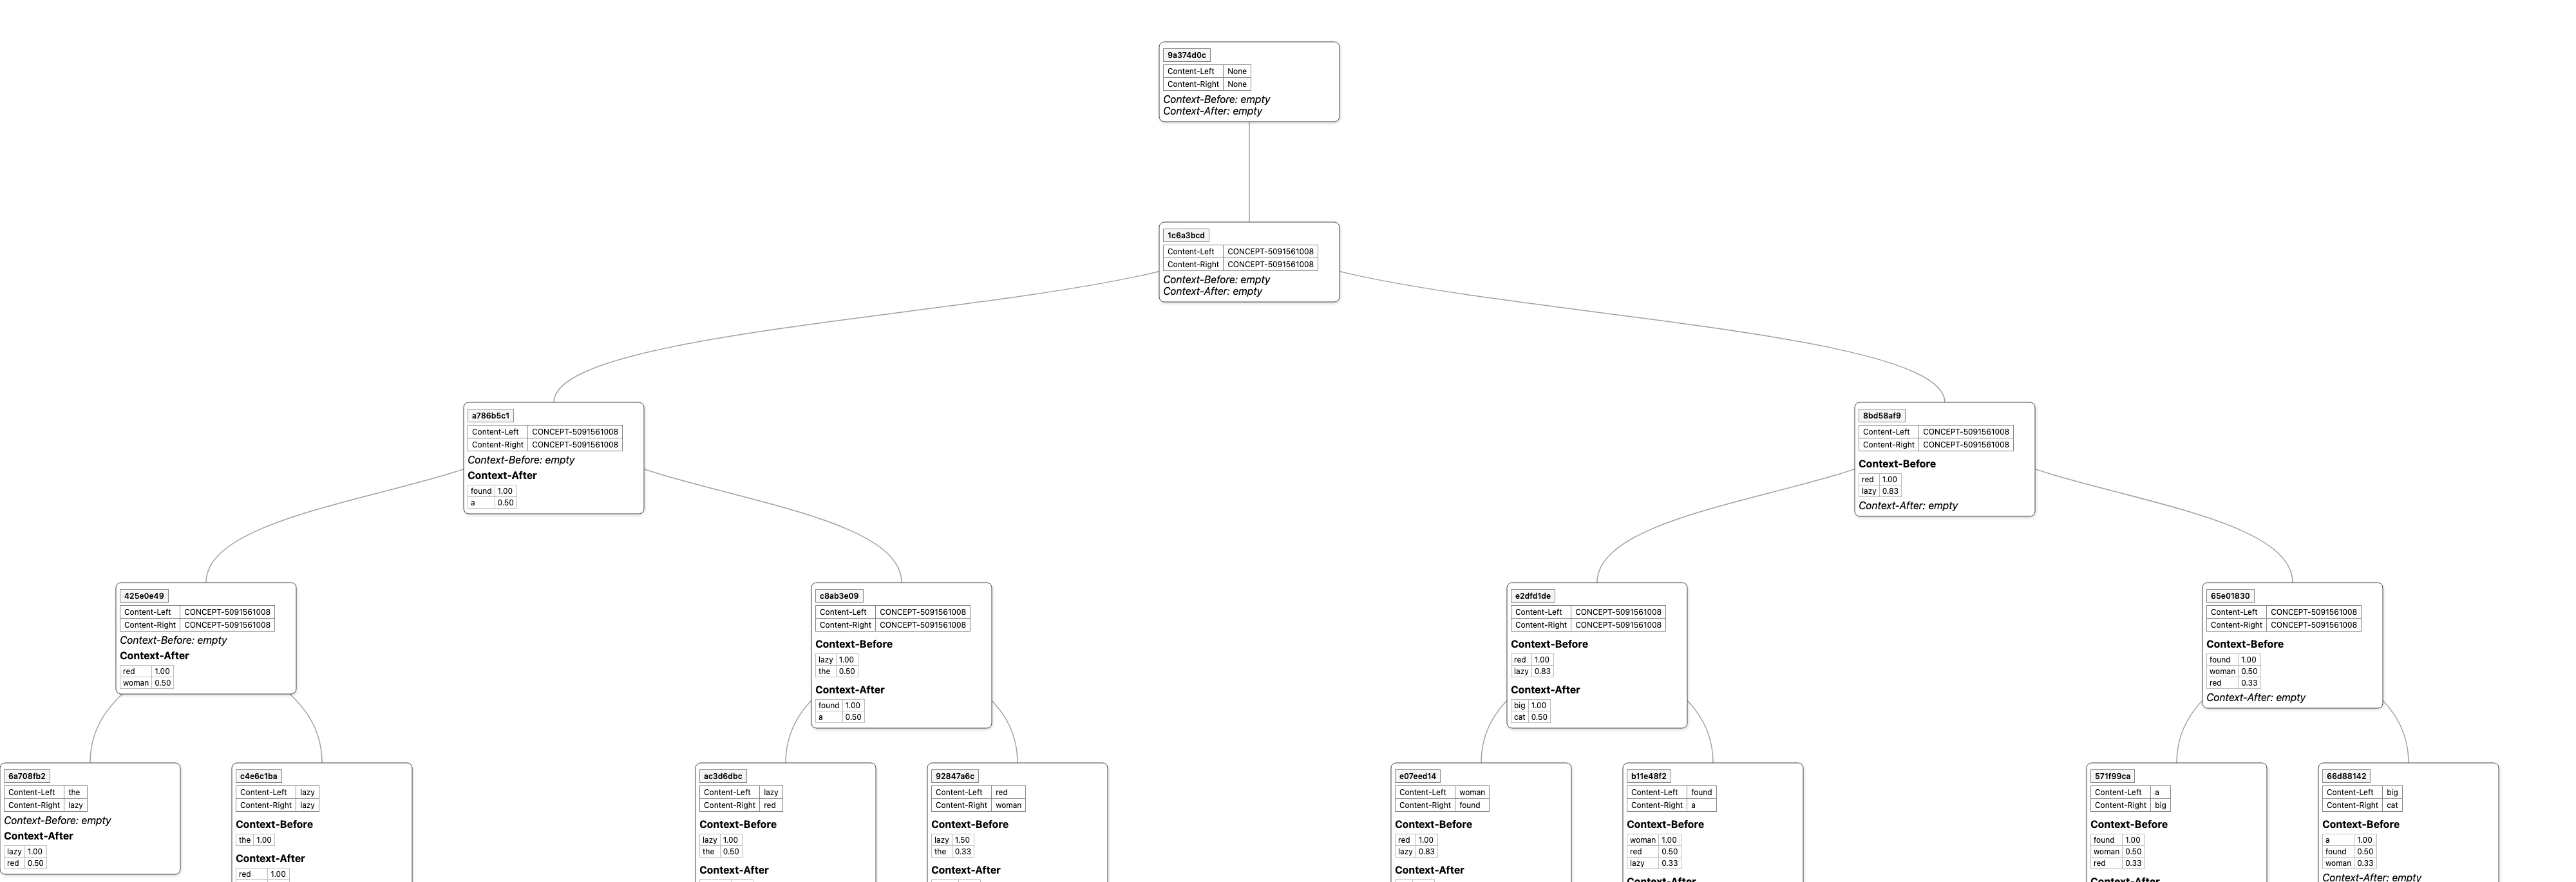 9a374d0c
Content-Left None
Content-Right None
Context-Before: empty
Context-After: empty
1c6a3bcd
Content-Left CONCEPT-5091561008
Content-Right CONCEPT-5091561008
Context-Before: empty
Context-After: empty
a786b5c1
Content-Left CONCEPT-5091561008
Content-Right CONCEPT-5091561008
Context-Before: empty
Context-After
found 1.00
a 0.50
8bd58af9
Content-Left CONCEPT-5091561008
Content-Right CONCEPT-5091561008
Context-Before
red 1.00
lazy 0.83
Context-After: empty
425e0e49
Content-Left CONCEPT-5091561008
Content-Right CONCEPT-5091561008
Context-Before: empty
Context-After
red 1.00
woman 0.50
c8ab3e09
Content-Left CONCEPT-5091561008
Content-Right CONCEPT-5091561008
Context-Before
lazy 1.00
the 0.50
Context-After
found 1.00
a 0.50
e2dfd1de
Content-Left CONCEPT-5091561008
Content-Right CONCEPT-5091561008
Context-Before
red 1.00
lazy 0.83
Context-After
big 1.00
cat 0.50
65e01830
Content-Left CONCEPT-5091561008
Content-Right CONCEPT-5091561008
Context-Before
found 1.00
woman 0.50
red 0.33
Context-After: empty
6a708fb2
Content-Left the
Content-Right lazy
Context-Before: empty
Context-After
lazy 1.00
red 0.50
c4e6c1ba
Content-Left lazy
Content-Right lazy
Context-Before
the 1.00
Context-After
red 1.00
ac3d6dbc
Content-Left lazy
Content-Right red
Context-Before
lazy 1.00
the 0.50
Context-After
92847a6c
Content-Left red
Content-Right woman
Context-Before
lazy 1.50
the 0.33
Context-After
e07eed14
Content-Left woman
Content-Right found
Context-Before
red 1.00
lazy 0.83
Context-After
b11e48f2
Content-Left found
Content-Right a
Context-Before
woman 1.00
red 0.50
lazy 0.33
Context-After
571f99ca
Content-Left a
Content-Right big
Context-Before
found 1.00
woman 0.50
red 0.33
Context-After
66d88142
Content-Left big
Content-Right cat
Context-Before
a 1.00
found 0.50
woman 0.33
Context-After: empty